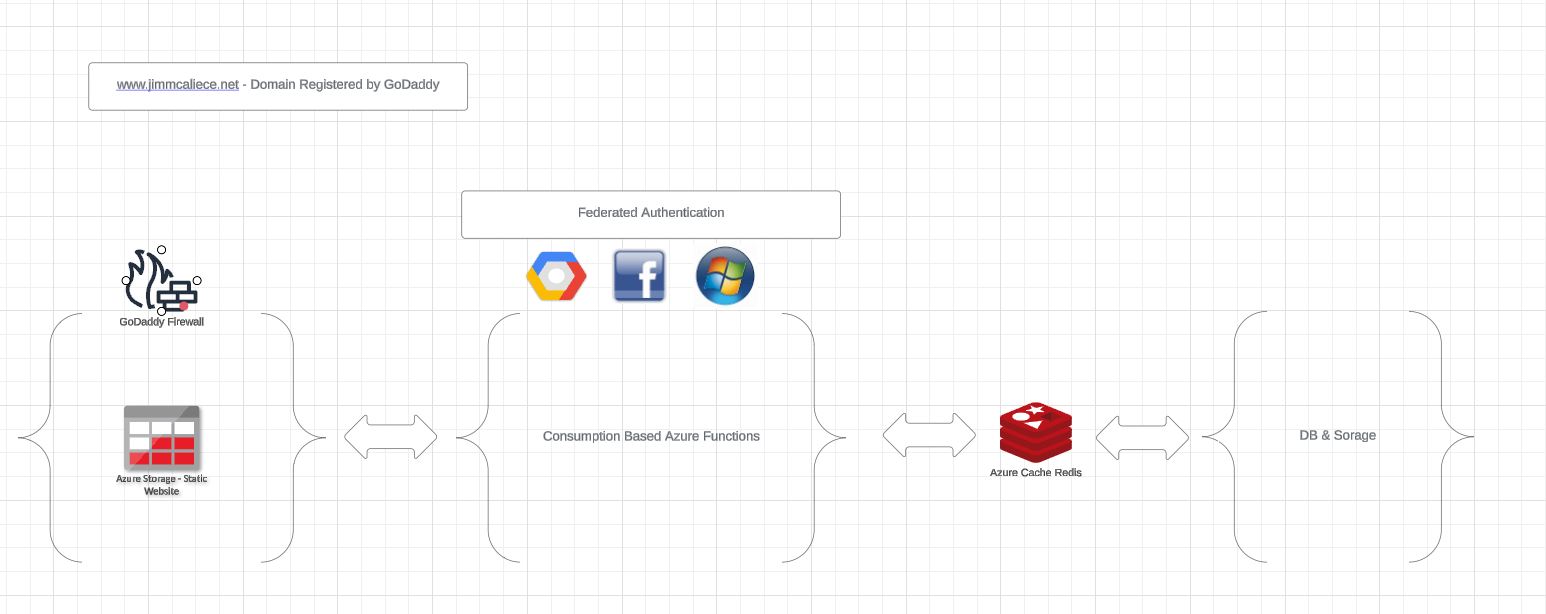 www.jimmcaliece.net - Domain Registered by GoDaddy
Federated Authentication
GoDaddy Firewall
Azure Storage - Static
Website
Consumption Based Azure Functions
Azure Cache Redis
DB & Sorage